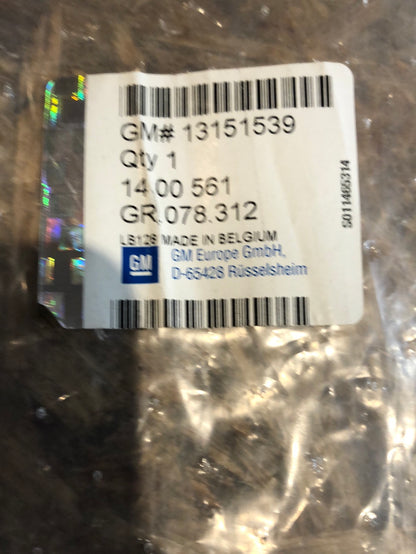 GM# 13151539
Qty 1
14 00 561
GR.078.312
LB128 MADE IN BELGIUM
GM
GM Europe GmbH,
D-65428 Rüsselsheim
5011465314